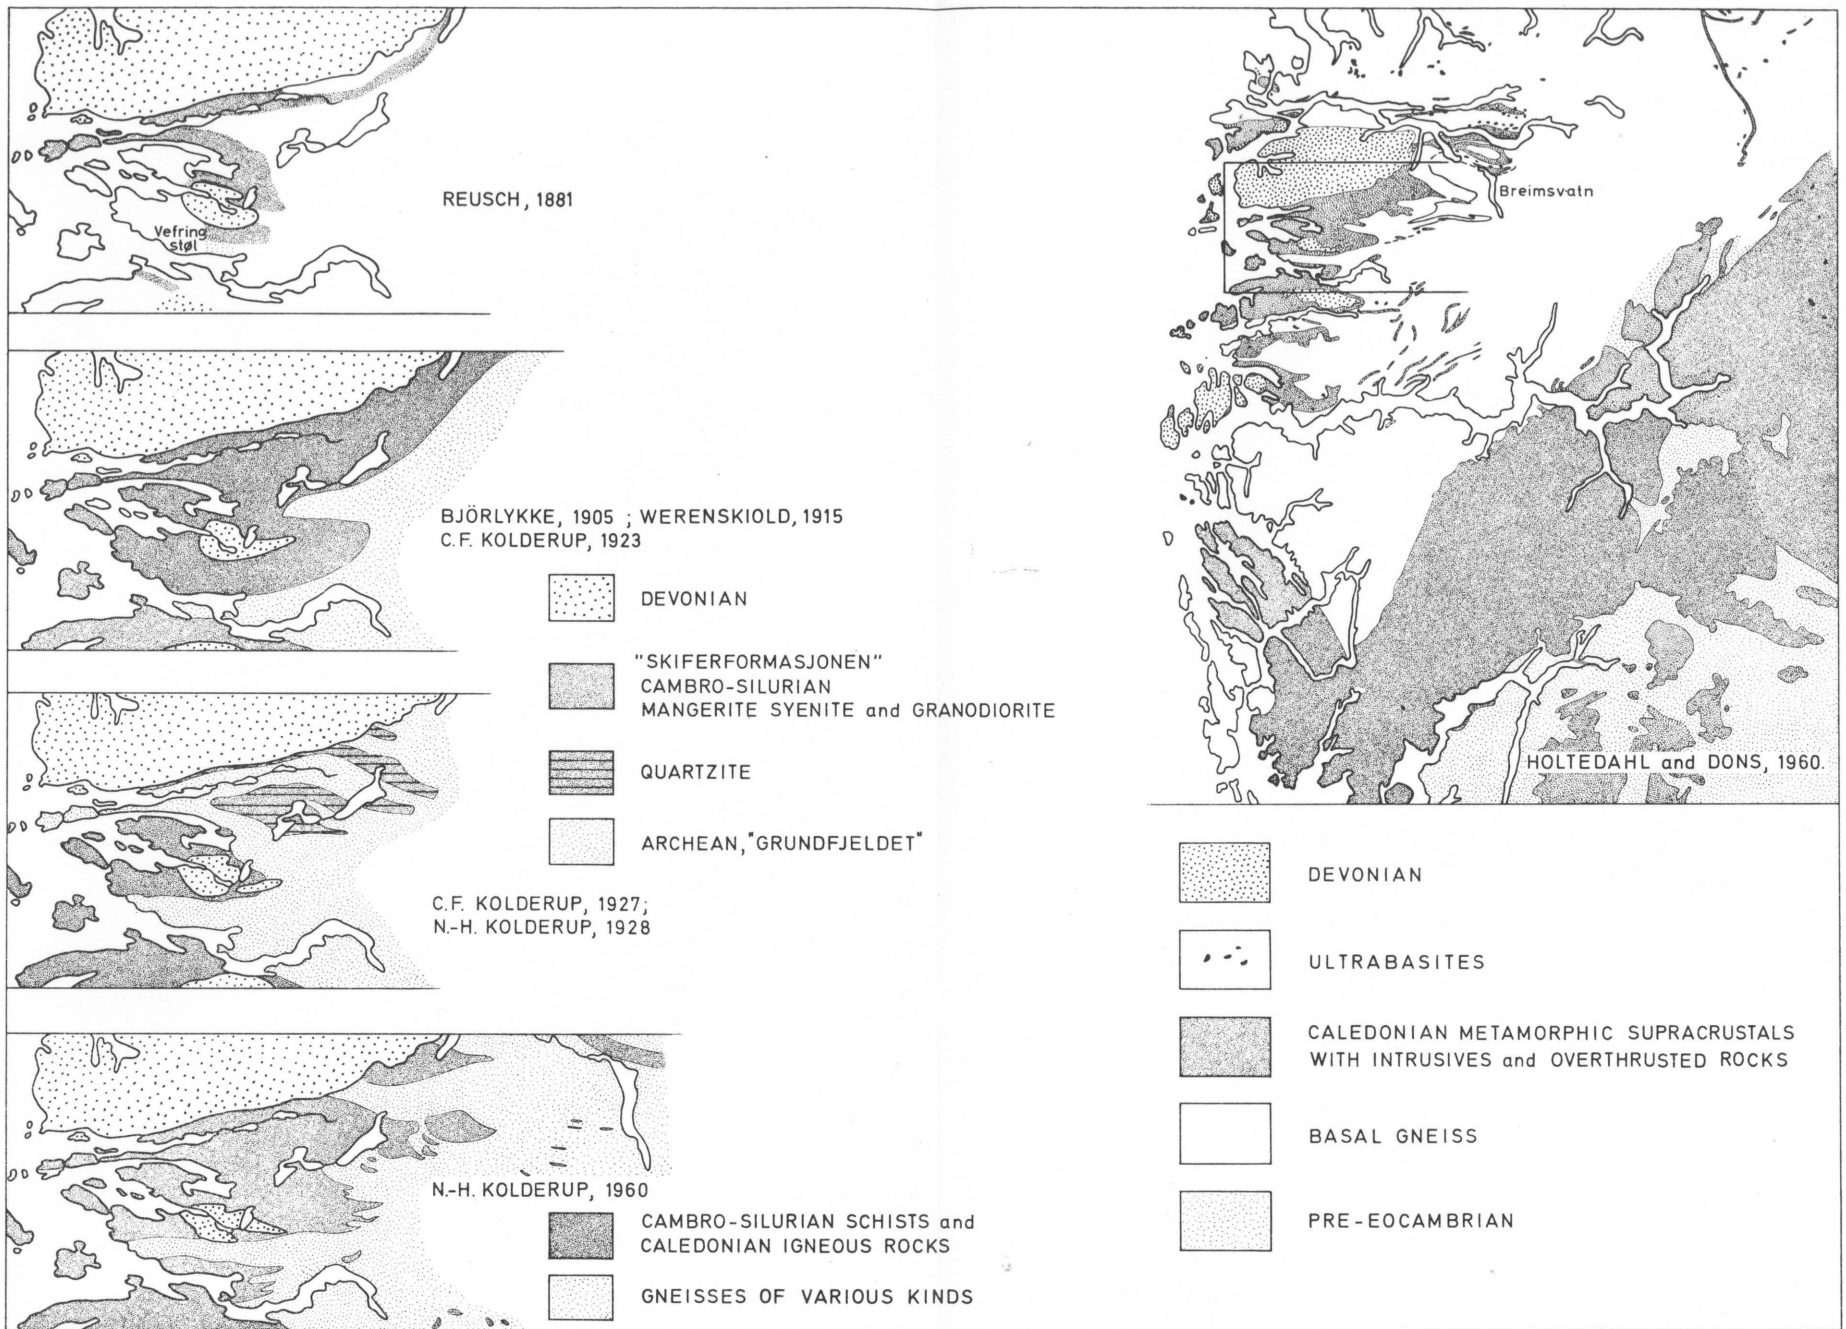 REUSCH, 1881
Vefring
støl
BJÖRLYKKE, 1905 ; WERENSKIOLD, 1915
C.F. KOLDERUP, 1923
DEVONIAN
"SKIFERFORMASJONEN"
CAMBRO-SILURIAN
MANGERITE SYENITE and GRANODIORITE
QUARTZITE
ARCHEAN, "GRUNDFJELDET"
C.F. KOLDERUP, 1927;
N.-H. KOLDERUP, 1928
N.-H. KOLDERUP, 1960
CAMBRO-SILURIAN SCHISTS and
CALEDONIAN IGNEOUS ROCKS
GNEISSES OF VARIOUS KINDS
Breimsvatn
HOLTEDAHL and DONS, 1960.
DEVONIAN
ULTRABASITES
CALEDONIAN METAMORPHIC SUPRACRUSTALS
WITH INTRUSIVES and OVERTHRUSTED ROCKS
BASAL GNEISS
PRE-EOCAMBRIAN